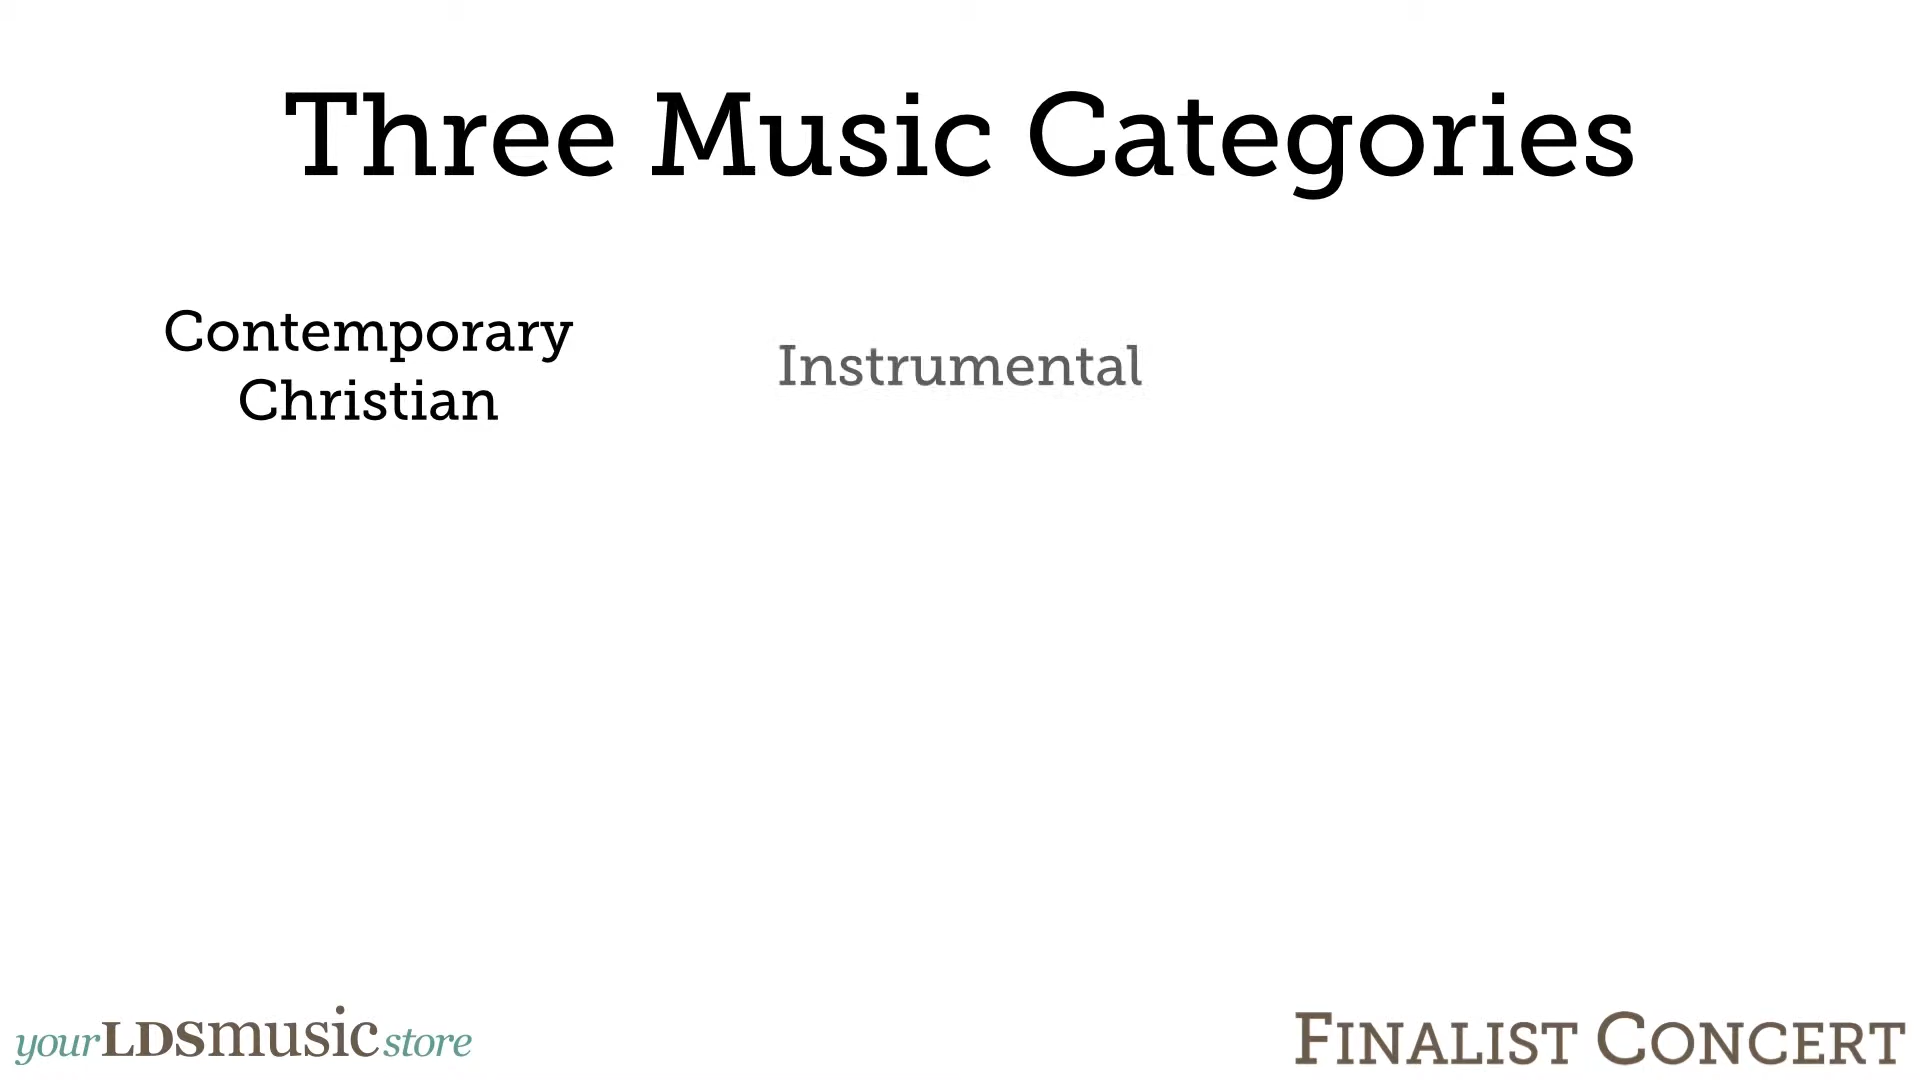 Three Music Categories
Contemporary
Christian
Instrumental
yourLDSmusicstore
FINALIST CONCERT